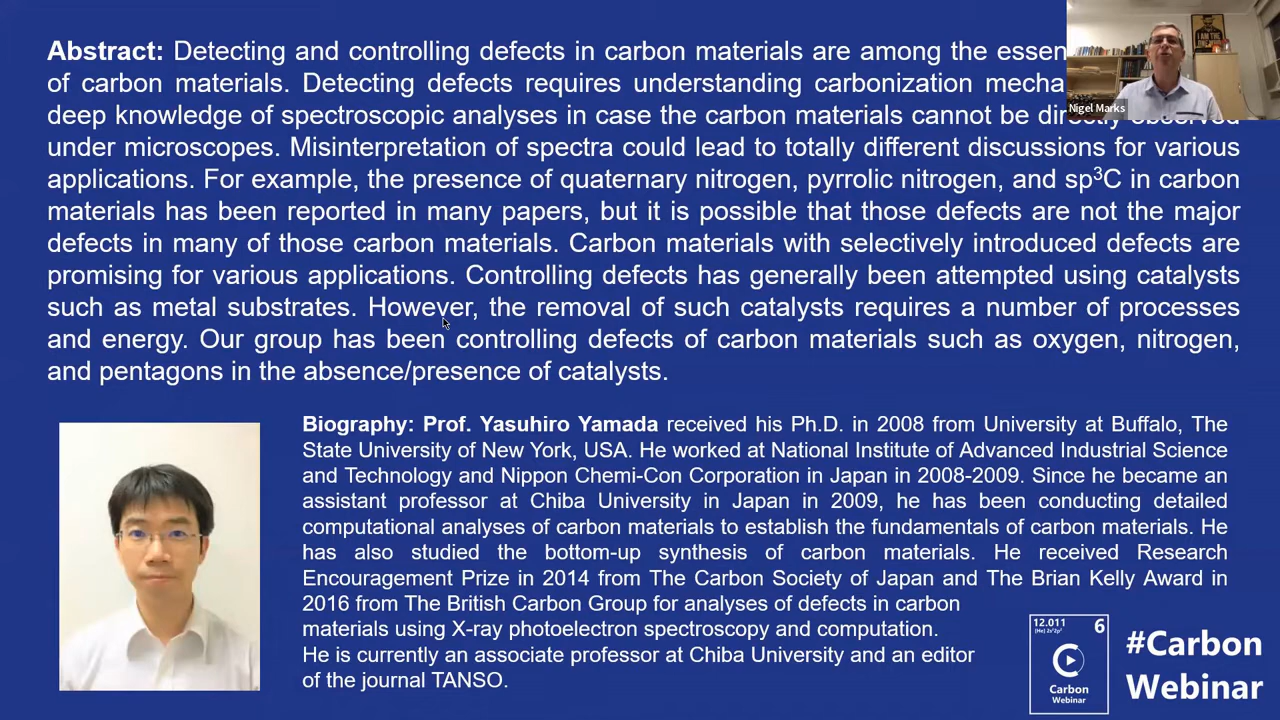 Abstract: Detecting and controlling defects in carbon materials are among the
of carbon materials. Detecting defects requires understanding carbonization
deep knowledge of spectroscopic analyses in case the carbon materials cannot be directly observed
under microscopes. Misinterpretation of spectra could lead to totally different discussions for various
applications. For example, the presence of quaternary nitrogen, pyrrolic nitrogen, and sp³C in carbon
materials has been reported in many papers, but it is possible that those defects are not the major
defects in many of those carbon materials. Carbon materials with selectively introduced defects are
promising for various applications. Controlling defects has generally been attempted using catalysts
such as metal substrates. However, the removal of such catalysts requires a number of processes
and energy. Our group has been controlling defects of carbon materials such as oxygen, nitrogen,
and pentagons in the absence/presence of catalysts.
Nigel Marks
Biography: Prof. Yasuhiro Yamada received his Ph.D. in 2008 from University at Buffalo, The
State University of New York, USA. He worked at National Institute of Advanced Industrial Science
and Technology and Nippon Chemi-Con Corporation in Japan in 2008-2009. Since he became an
assistant professor at Chiba University in Japan in 2009, he has been conducting detailed
computational analyses of carbon materials to establish the fundamentals of carbon materials. He
has also studied the bottom-up synthesis of carbon materials. He received Research
Encouragement Prize in 2014 from The Carbon Society of Japan and The Brian Kelly Award in
2016 from The British Carbon Group for analyses of defects in carbon
materials using X-ray photoelectron spectroscopy and computation.
He is currently an associate professor at Chiba University and an editor
of the journal TANSO.
12.011 6
[He] 2s²2p²
C
Carbon
Webinar
#Carbon
Webinar